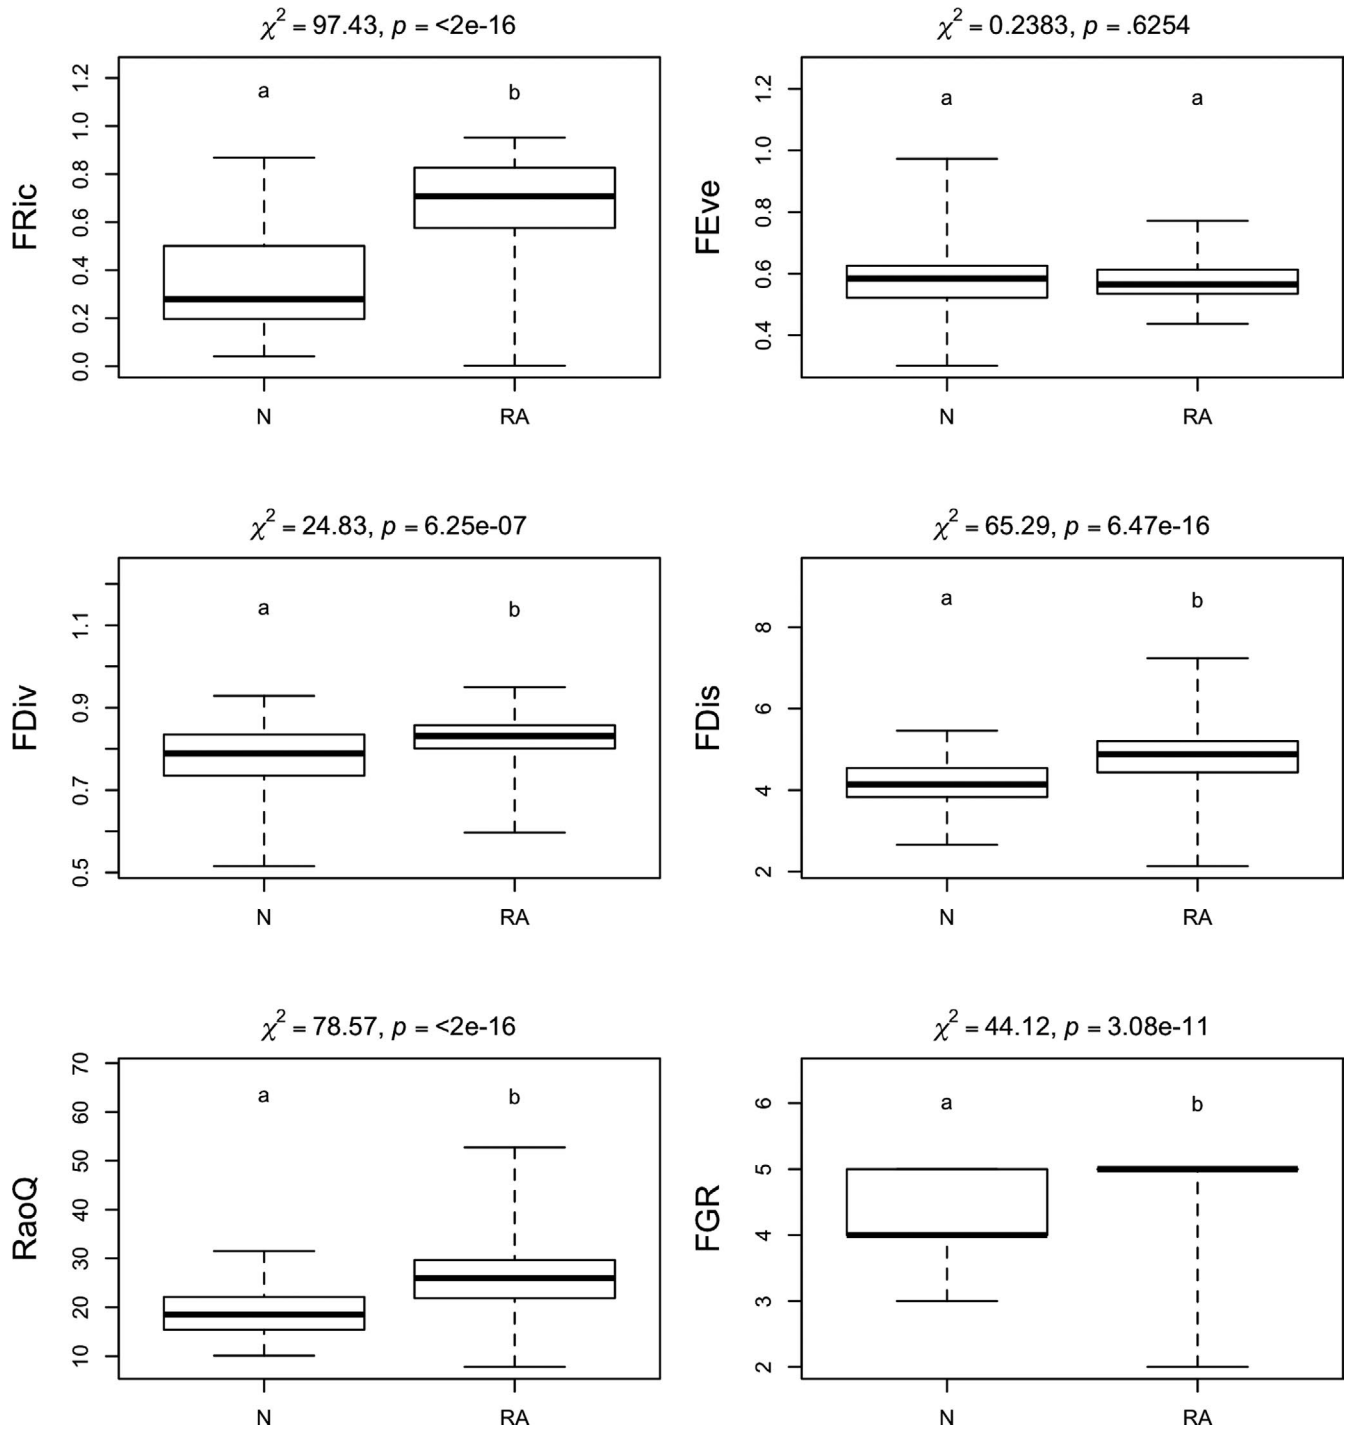 χ² = 97.43, p = <2e-16
FRic
1.2
1.0
0.8
0.6
0.4
0.2
0.0
a
b
N
RA
χ² = 0.2383, p = .6254
FEve
1.2
1.0
0.8
0.6
0.4
a
a
N
RA
χ² = 24.83, p = 6.25e-07
FDiv
1.1
0.9
0.7
0.5
a
b
N
RA
χ² = 65.29, p = 6.47e-16
FDis
8
6
4
2
a
b
N
RA
χ² = 78.57, p = <2e-16
RaoQ
70
60
50
40
30
20
10
a
b
N
RA
χ² = 44.12, p = 3.08e-11
FGR
6
5
4
3
2
a
b
N
RA